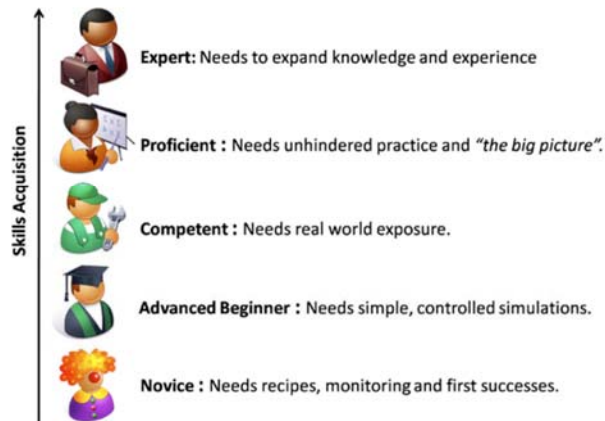 Skills Acquisition
Expert: Needs to expand knowledge and experience
Proficient : Needs unhindered practice and “the big picture”.
Competent : Needs real world exposure.
Advanced Beginner : Needs simple, controlled simulations.
Novice : Needs recipes, monitoring and first successes.